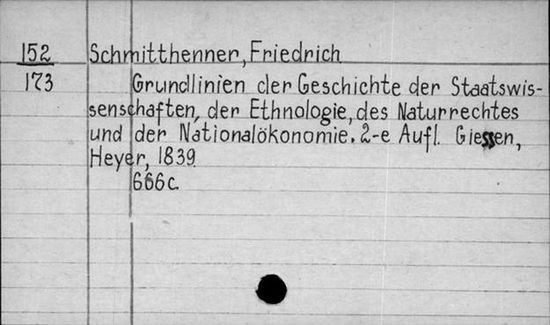 152 Schmitthenner, Friedrich
173 Grundlinien der Geschichte der Staatswis-
senschaften, der Ethnologie, des Naturrechtes
und der Nationalökonomie. 2-e Aufl. Giessen,
Heyer, 1839
666c.